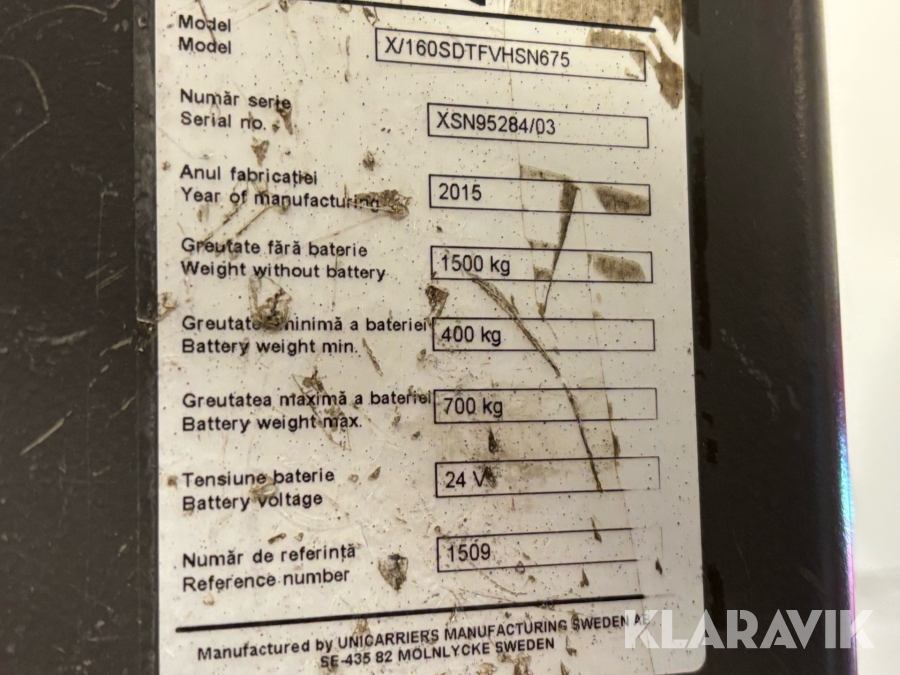 Model
Model
X/160SDTFVHSN675
Număr serie
Serial no.
XSN95284/03
Anul fabricației
Year of manufacturing
2015
Greutate fără baterie
Weight without battery
1500 kg
Greutatea minimă a bateriei
Battery weight min.
400 kg
Greutatea maximă a bateriei
Battery weight max.
700 kg
Tensiune baterie
Battery voltage
24 V
Număr de referință
Reference number
1509
Manufactured by UNICARRIERS MANUFACTURING SWEDEN AB
SE-435 82 MÖLNLYCKE SWEDEN
KLARAVIK